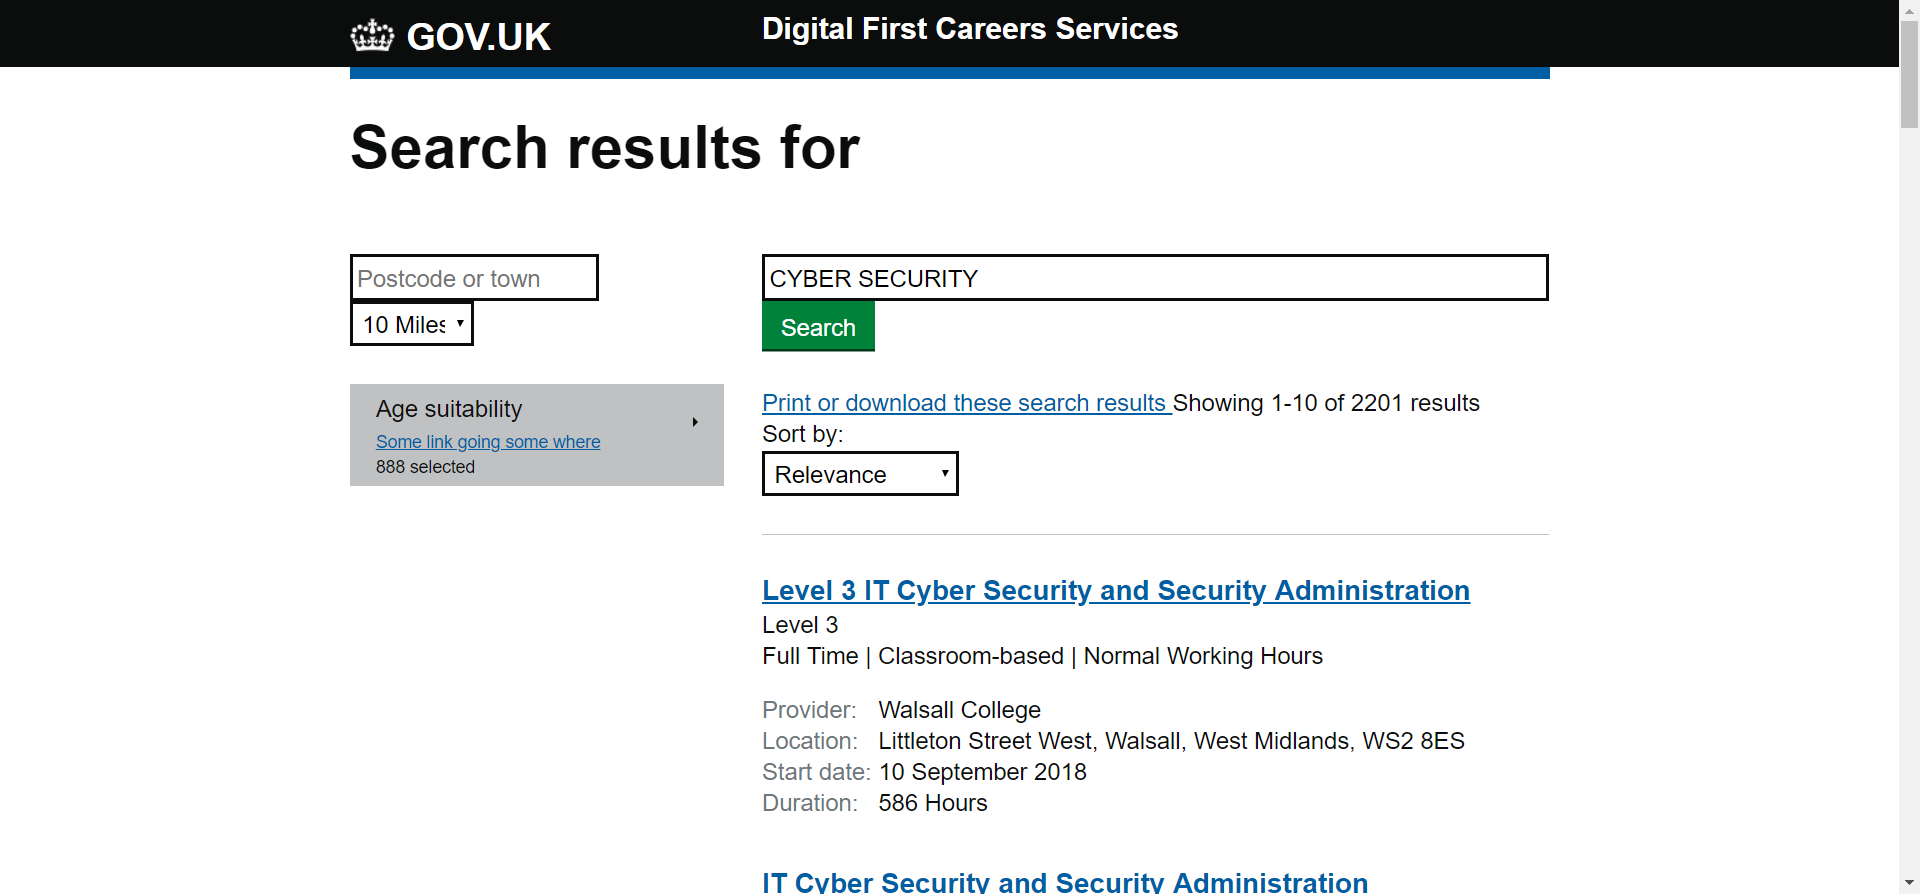 GOV.UK
Digital First Careers Services
Search results for
Postcode or town
10 Miles
CYBER SECURITY
Search
Age suitability
Some link going some where
888 selected
Print or download these search results Showing 1-10 of 2201 results
Sort by:
Relevance
Level 3 IT Cyber Security and Security Administration
Level 3
Full Time | Classroom-based | Normal Working Hours
Provider: Walsall College
Location: Littleton Street West, Walsall, West Midlands, WS2 8ES
Start date: 10 September 2018
Duration: 586 Hours
IT Cyber Security and Security Administration